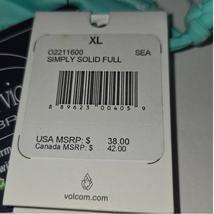 XL
O2211600 SEA
SIMPLY SOLID FULL
8 89623 00405 9
USA MSRP: $ 38.00
Canada MSRP: $ 42.00
volcom.com